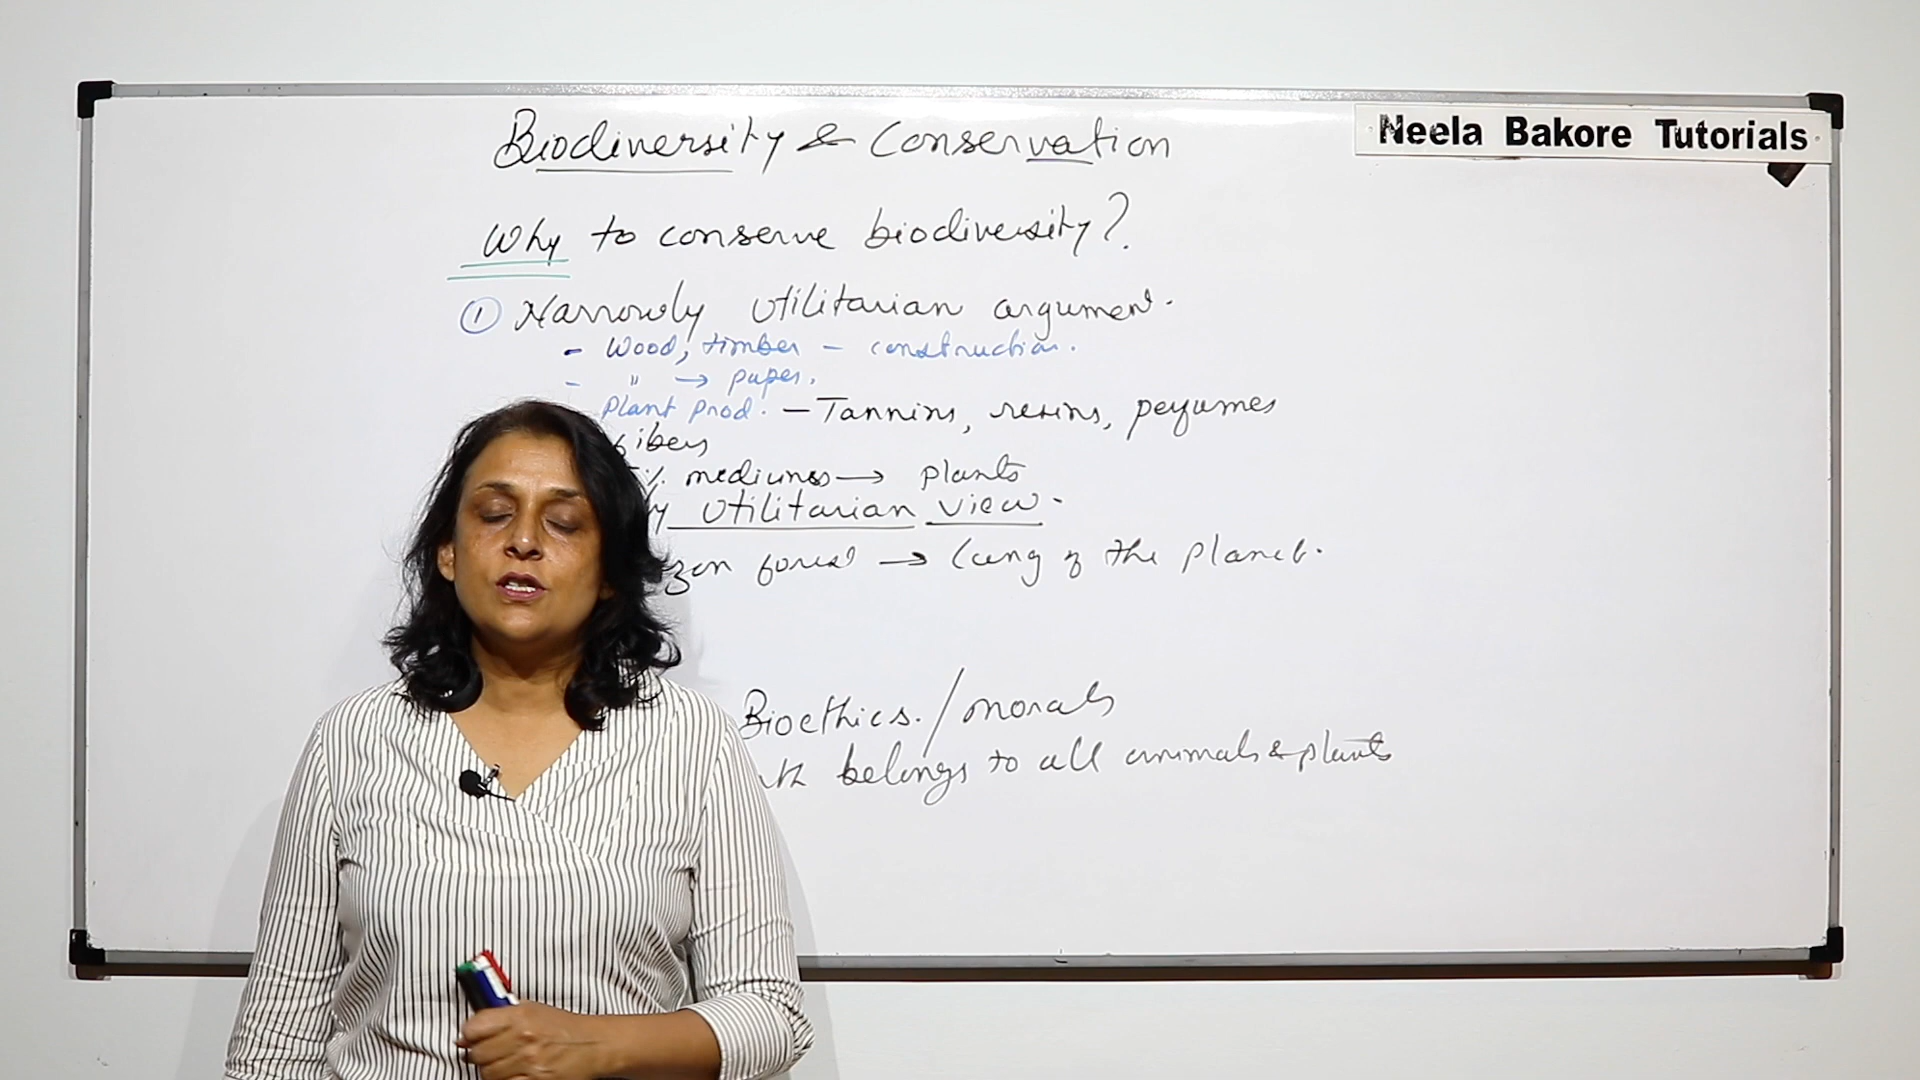 Neela Bakore Tutorials
Biodiversity & Conservation
Why to conserve biodiversity?
① Narrowly utilitarian argument.
- Wood, timber - construction.
- " → paper.
Plant prod. - Tannins, resins, perfumes
fibers
% medicines → plants
y utilitarian view.
zon forest → lung of the planet.
Bioethics. / morals
belongs to all animals & plants